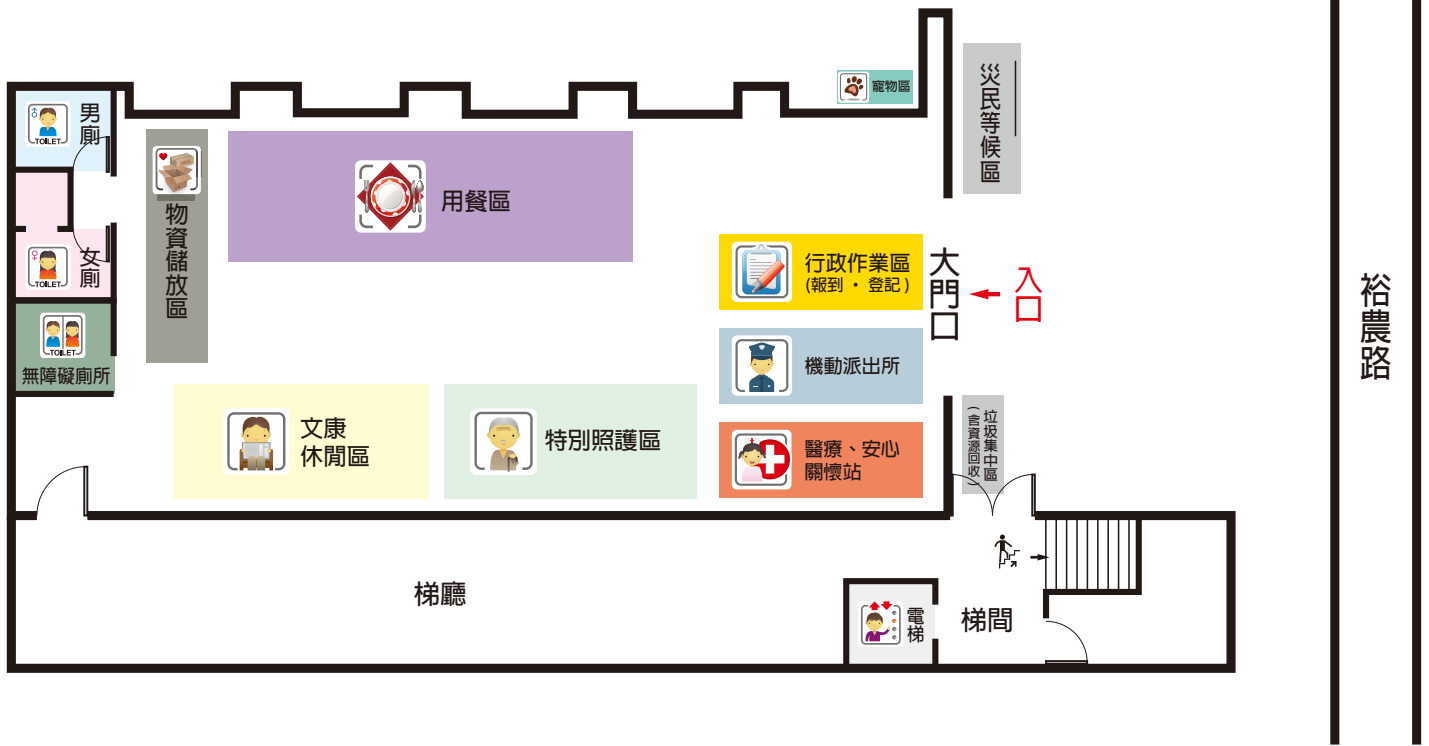 災民等候區
寵物區
男廁
TOILET
物資儲放區
用餐區
女廁
TOILET
行政作業區
(報到 ・ 登記)
大門口
入口
裕農路
TOILET
無障礙廁所
機動派出所
文康
休閒區
特別照護區
醫療、安心
關懷站
垃圾集中區
(含資源回收)
梯廳
電梯
梯間